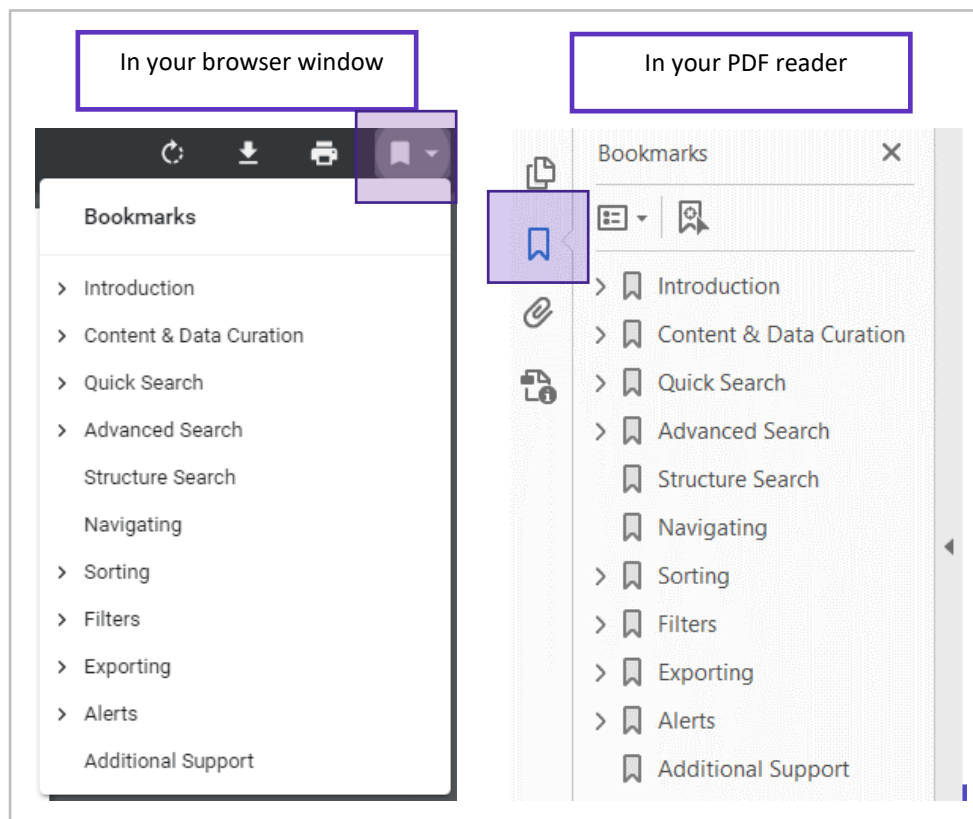 In your browser window
Bookmarks
Introduction
Content & Data Curation
Quick Search
Advanced Search
Structure Search
Navigating
Sorting
Filters
Exporting
Alerts
Additional Support
In your PDF reader
Bookmarks
Introduction
Content & Data Curation
Quick Search
Advanced Search
Structure Search
Navigating
Sorting
Filters
Exporting
Alerts
Additional Support